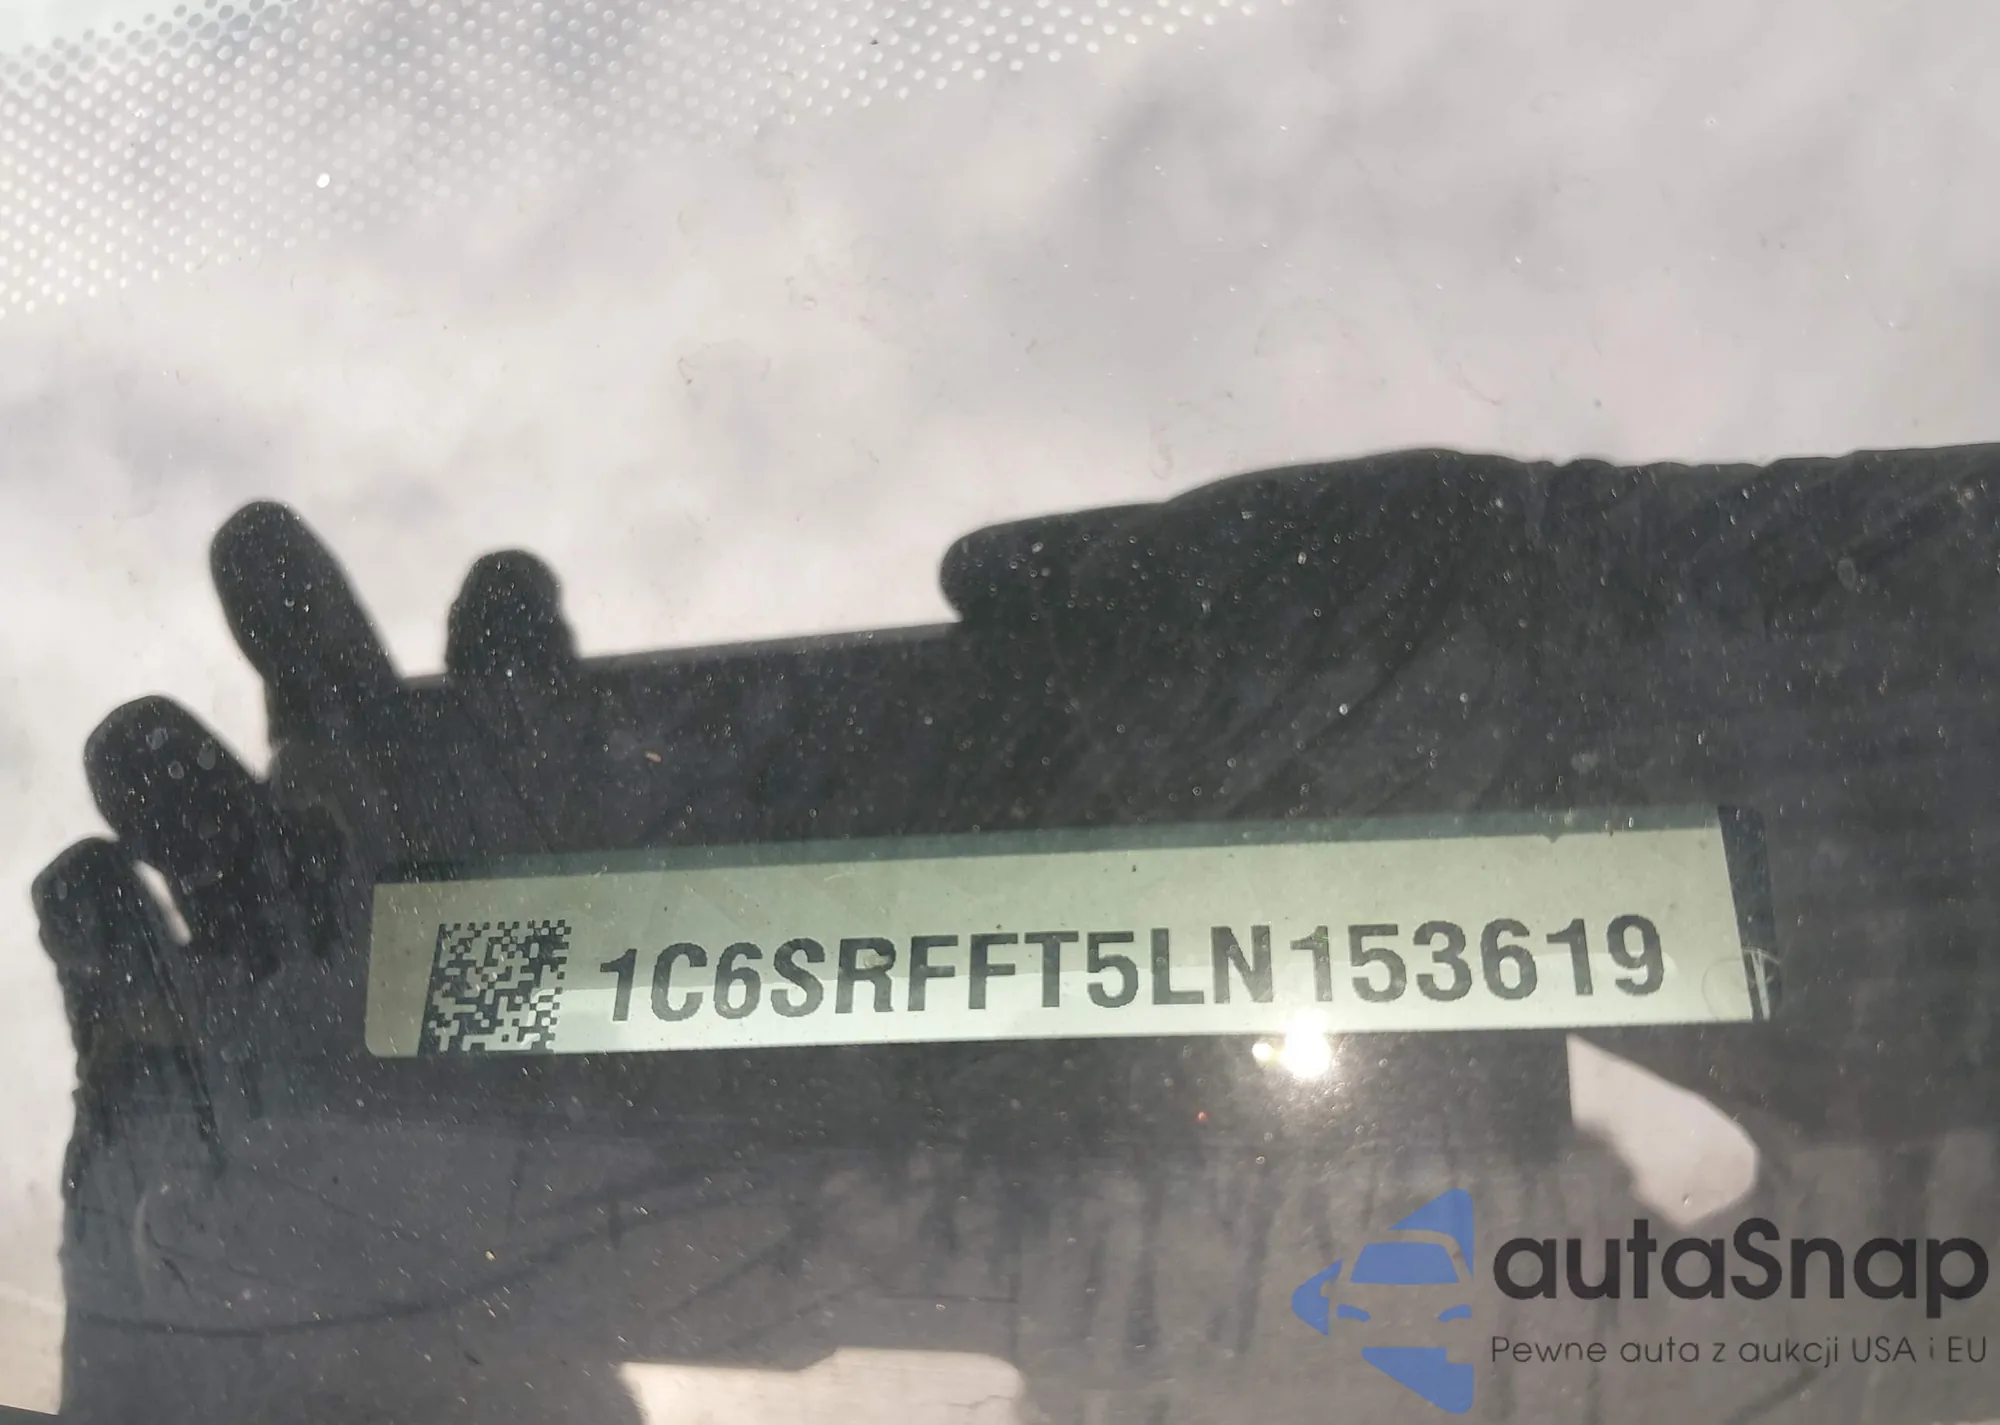 1C6SRFFT5LN153619
autaSnap
Pewne auta z aukcji USA i EU